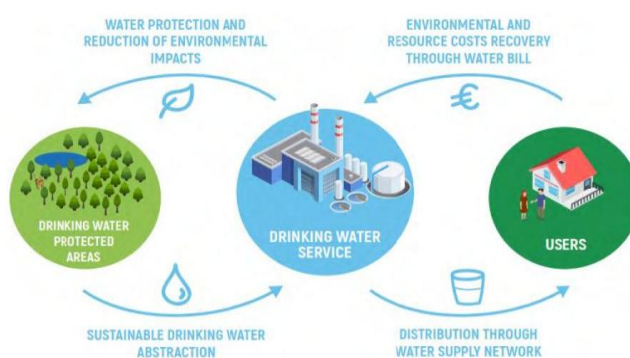 WATER PROTECTION AND
REDUCTION OF ENVIRONMENTAL
IMPACTS
ENVIRONMENTAL AND
RESOURCE COSTS RECOVERY
THROUGH WATER BILL
€
DRINKING WATER
PROTECTED
AREAS
DRINKING WATER
SERVICE
USERS
SUSTAINABLE DRINKING WATER
ABSTRACTION
DISTRIBUTION THROUGH
WATER SUPPLY NETWORK